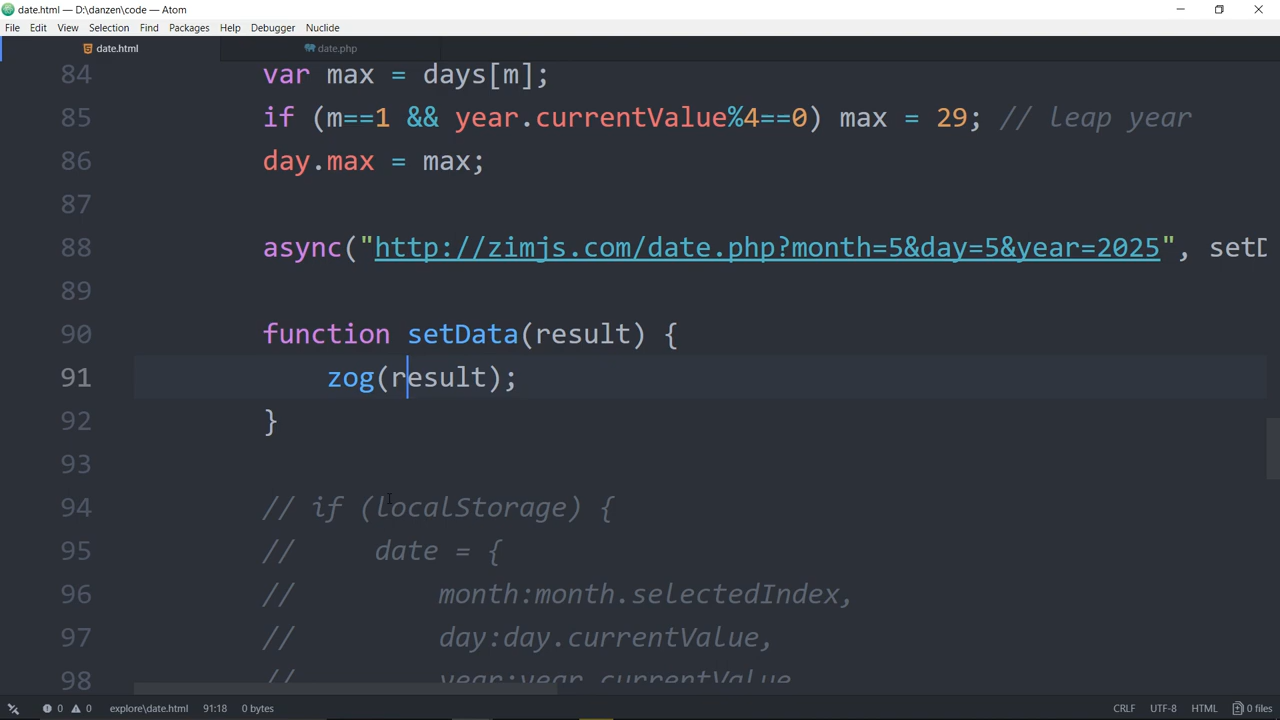 date.html — D:\danzen\code — Atom
File Edit View Selection Find Packages Help Debugger Nuclide
date.html date.php
84 var max = days[m];
85 if (m==1 && year.currentValue%4==0) max = 29; // leap year
86 day.max = max;
87
88 async("http://zimjs.com/date.php?month=5&day=5&year=2025", setD
89
90 function setData(result) {
91 zog(result);
92 }
93
94 // if (localStorage) {
95 // date = {
96 // month:month.selectedIndex,
97 // day:day.currentValue,
98 // year:year.currentValue
0 0 explore\date.html 91:18 0 bytes CRLF UTF-8 HTML 0 files